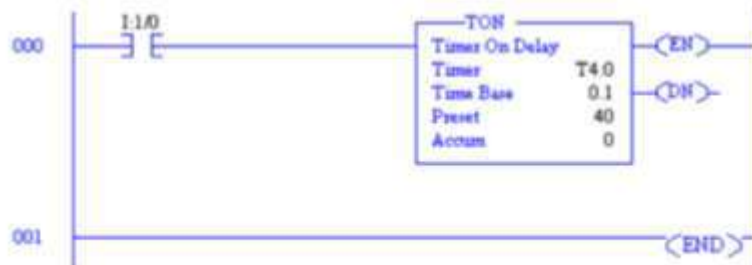 I:1/0
TON
000
Timer On Delay
EN
Timer T4:0
Time Base 0.1
DN
Preset 40
Accum 0
001
END